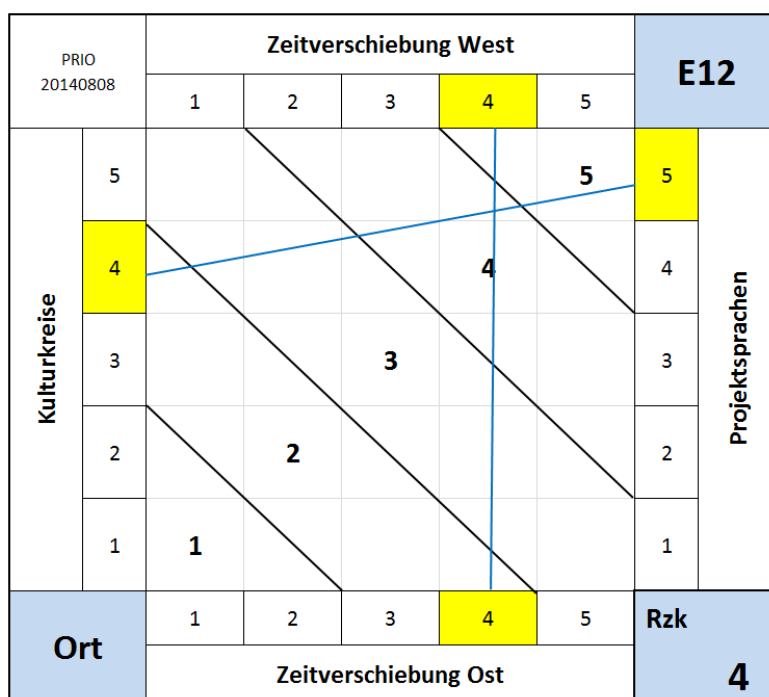 PRIO
20140808
Zeitverschiebung West
E12
1 2 3 4 5
Kulturkreise
5 5 5
4 4 4
3 3 3
2 2 2
1 1 1
Projektsprachen
Ort
1 2 3 4 5
Zeitverschiebung Ost
Rzk
4